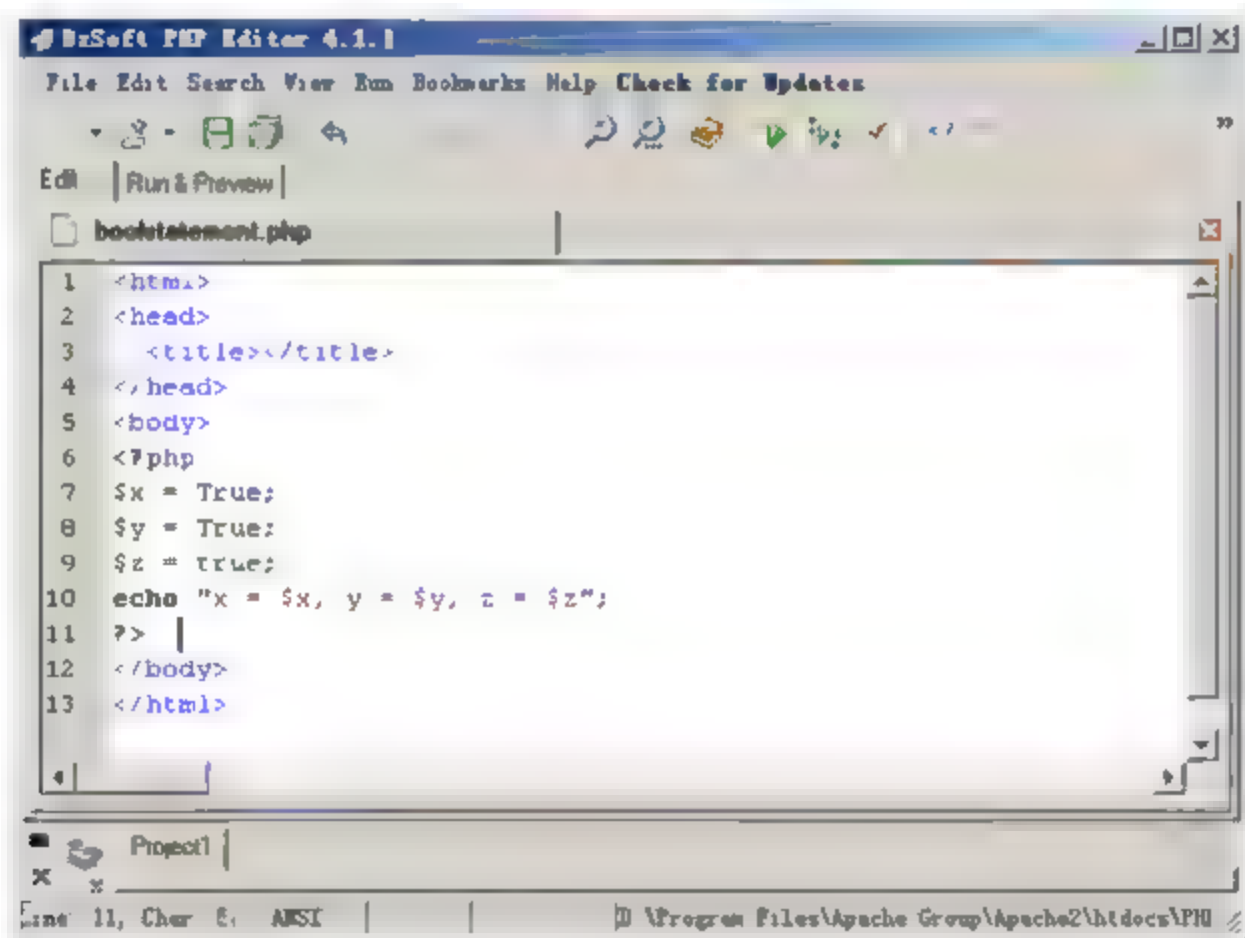 DzSoft PHP Editor 4.1.1
File Edit Search View Run Bookmarks Help Check for Updates
Edit Run & Preview
.php
1 <html>
2 <head>
3 <title></title>
4 </head>
5 <body>
6 <?php
7 $x = True;
8 $y = True;
9 $z = true;
10 echo "x = $x, y = $y, z = $z";
11 ?>
12 </body>
13 </html>
Project1
Line: 11, Char ANSI D:\Program Files\Apache Group\Apache2\htdocs\PH